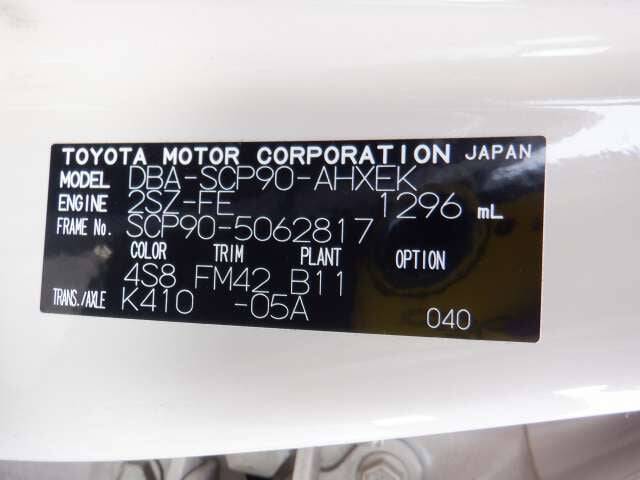 TOYOTA MOTOR CORPORATION JAPAN
MODEL DBA-SCP90-AHXEK
ENGINE 2SZ-FE 1296 mL
FRAME No. SCP90-5062817
COLOR TRIM PLANT OPTION
4S8 FM42 B11
TRANS./AXLE K410 -05A 040